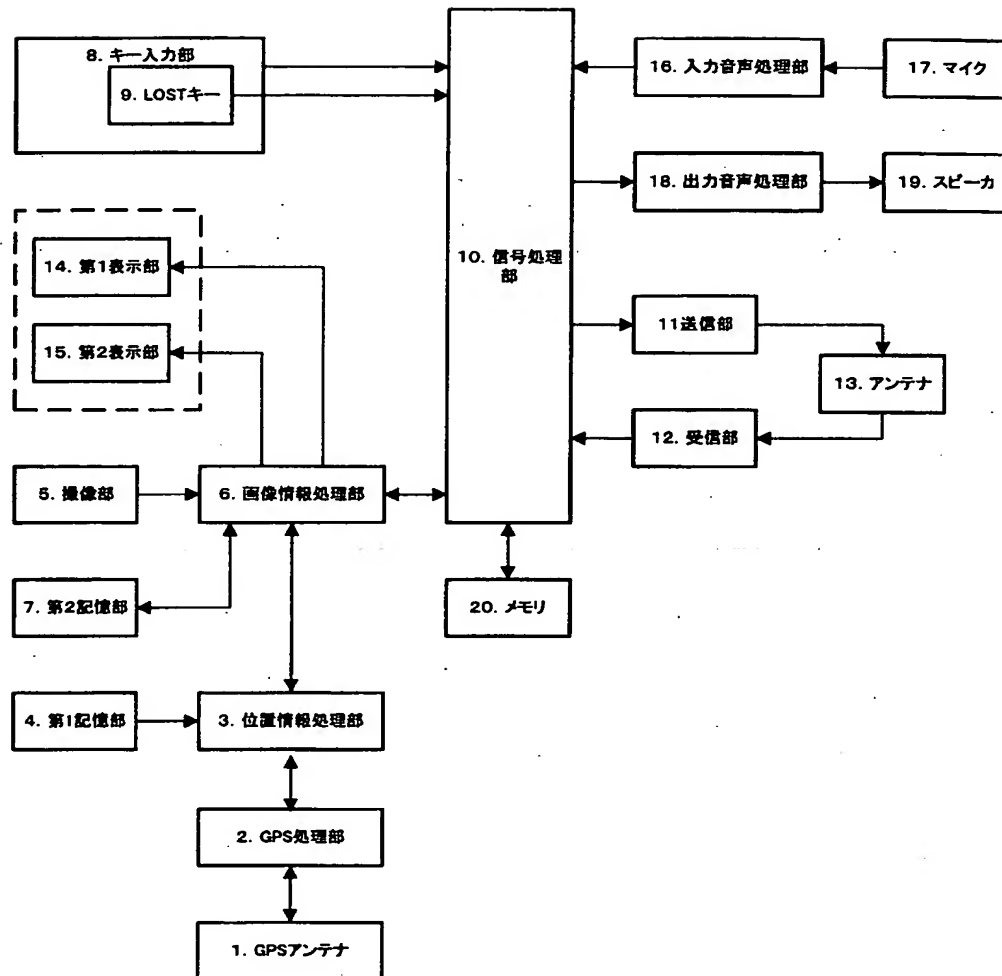 8. キー入力部
9. LOSTキー
10. 信号処理
部
16. 入力音声処理部
17. マイク
18. 出力音声処理部
19. スピーカ
14. 第1表示部
15. 第2表示部
11送信部
13. アンテナ
12. 受信部
5. 撮像部
6. 画像情報処理部
7. 第2記憶部
20. メモリ
4. 第1記憶部
3. 位置情報処理部
2. GPS処理部
1. GPSアンテナ